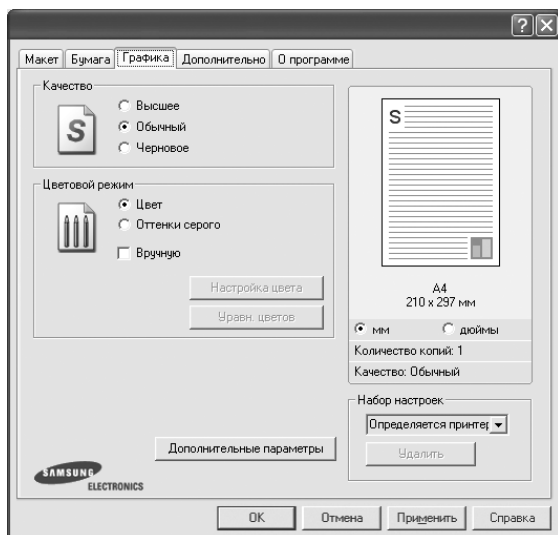 Макет Бумага Графика Дополнительно О программе
Качество
S
Высшее
Обычный
Черновое
Цветовой режим
Цвет
Оттенки серого
Вручную
Настройка цвета
Уравн. цветов
Дополнительные параметры
SAMSUNG
ELECTRONICS
S
A4
210 x 297 мм
мм дюймы
Количество копий: 1
Качество: Обычный
Набор настроек
Определяется принтер
Удалить
OK Отмена Применить Справка